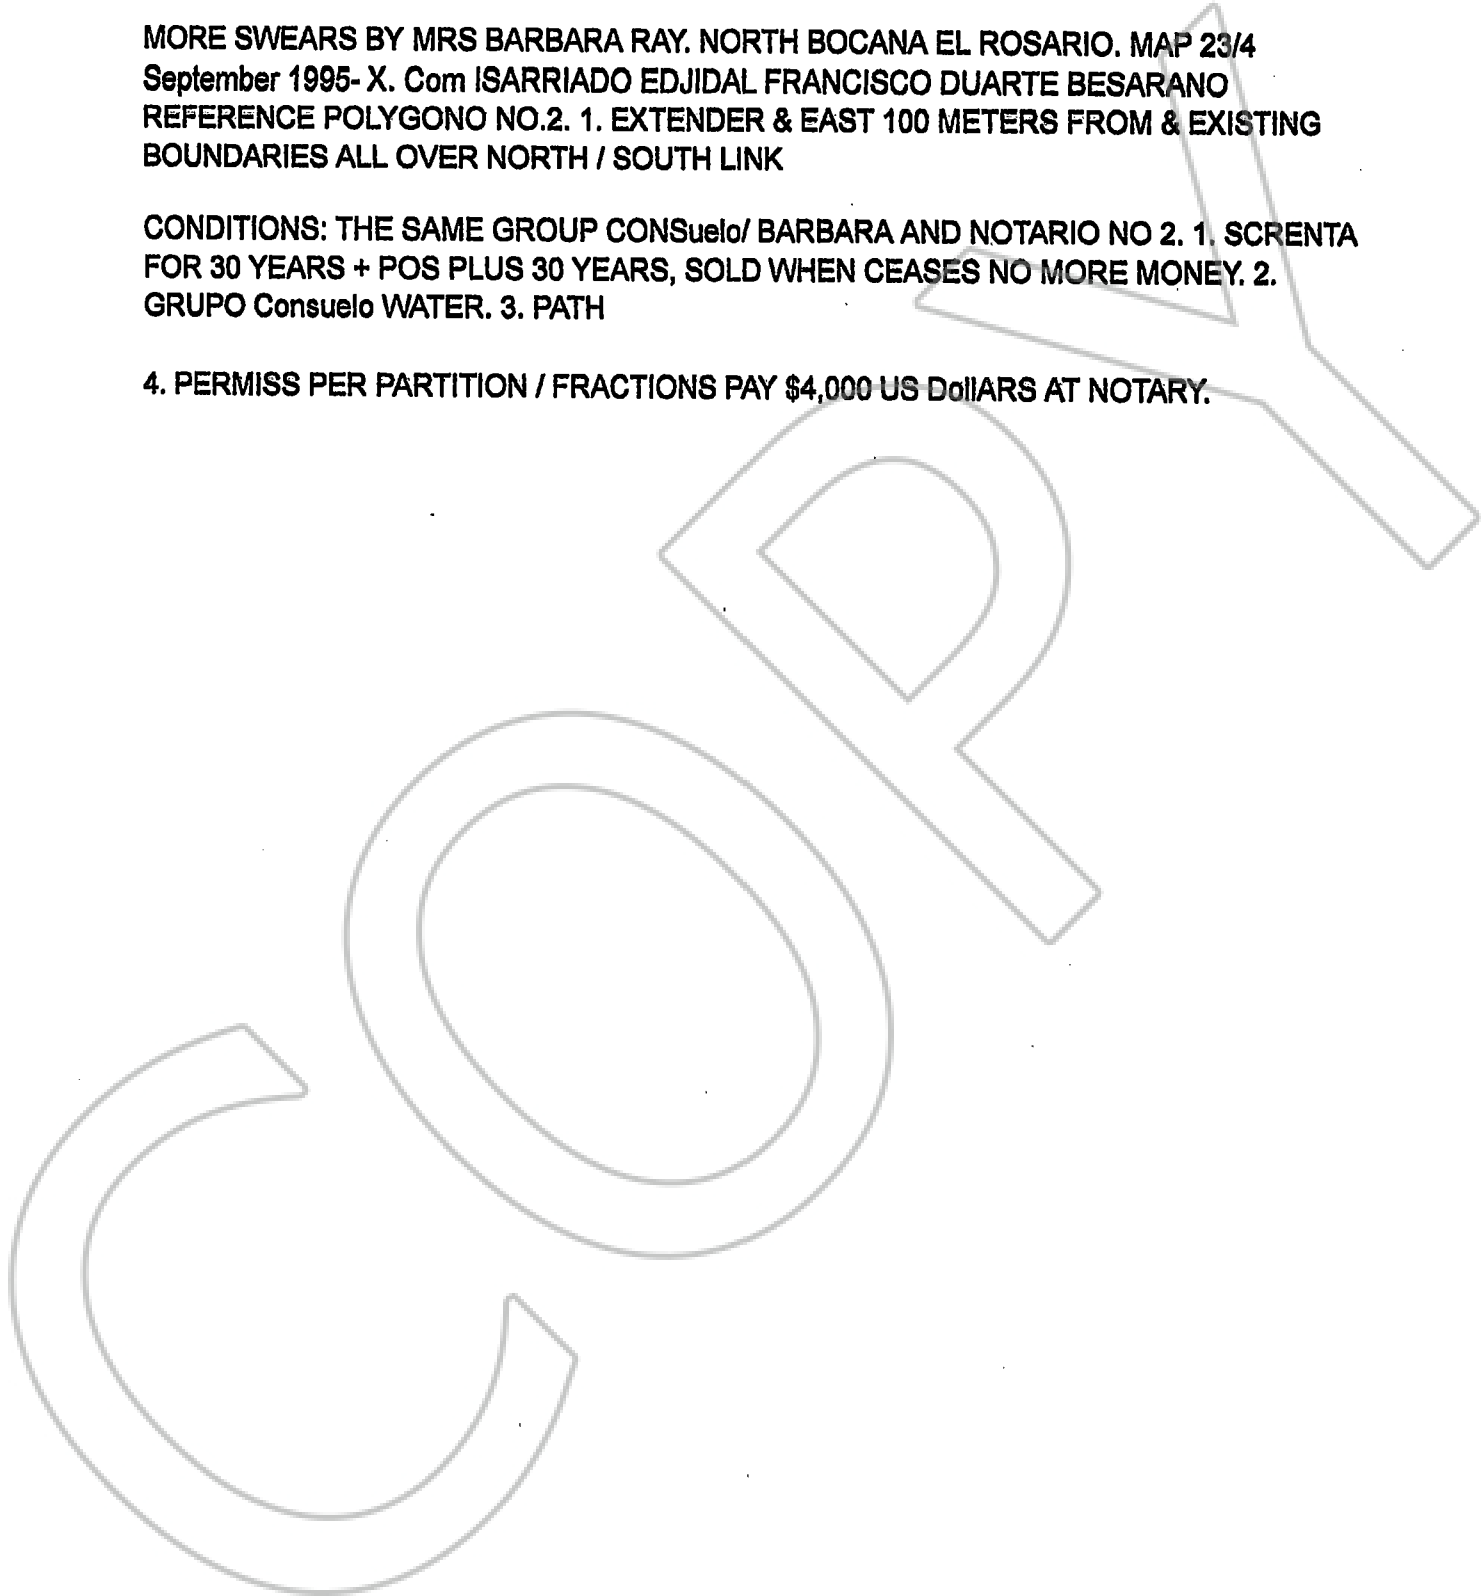 MORE SWEARS BY MRS BARBARA RAY. NORTH BOCANA EL ROSARIO. MAP 23/4
September 1995- X. Com ISARRIADO EDJIDAL FRANCISCO DUARTE BESARANO
REFERENCE POLYGONO NO.2. 1. EXTENDER & EAST 100 METERS FROM & EXISTING
BOUNDARIES ALL OVER NORTH / SOUTH LINK
CONDITIONS: THE SAME GROUP CONSuelo/ BARBARA AND NOTARIO NO 2. 1. SCRENTA
FOR 30 YEARS + POS PLUS 30 YEARS, SOLD WHEN CEASES NO MORE MONEY. 2.
GRUPO Consuelo WATER. 3. PATH
4. PERMISS PER PARTITION / FRACTIONS PAY $4,000 US DollARS AT NOTARY.
COPY